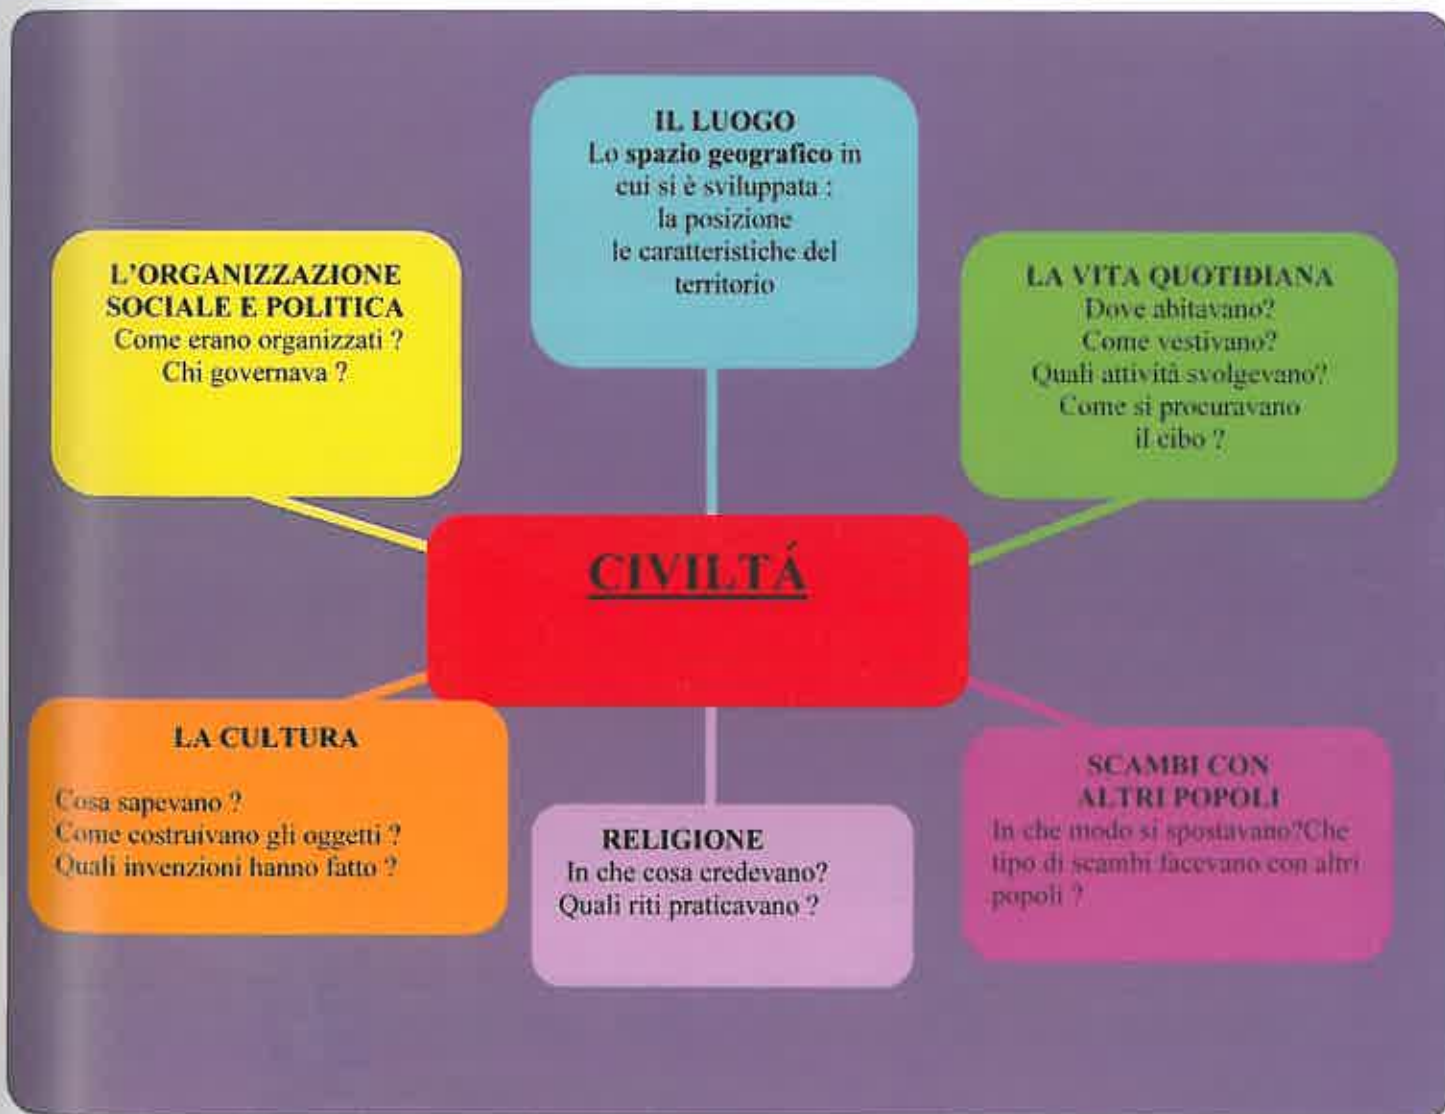 IL LUOGO
Lo spazio geografico in
cui si è sviluppata :
la posizione
le caratteristiche del
territorio
L'ORGANIZZAZIONE
SOCIALE E POLITICA
Come erano organizzati ?
Chi governava ?
LA VITA QUOTIDIANA
Dove abitavano?
Come vestivano?
Quali attività svolgevano?
Come si procuravano
il cibo ?
CIVILTÁ
LA CULTURA
Cosa sapevano ?
Come costruivano gli oggetti ?
Quali invenzioni hanno fatto ?
RELIGIONE
In che cosa credevano?
Quali riti praticavano ?
SCAMBI CON
ALTRI POPOLI
In che modo si spostavano?Che
tipo di scambi facevano con altri
popoli ?